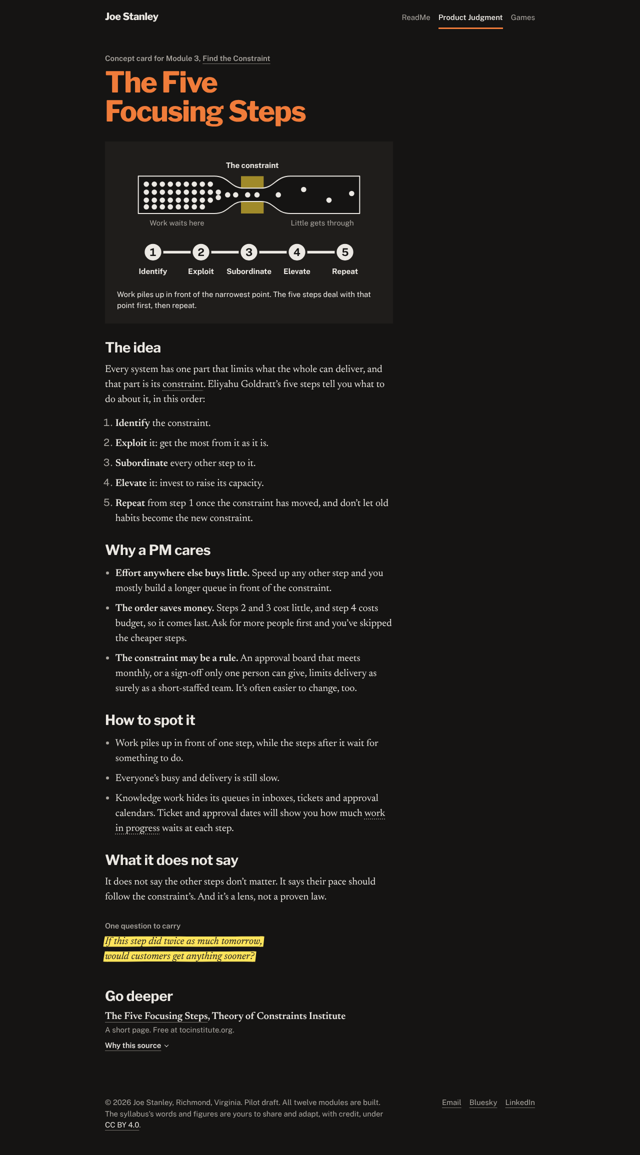 Joe Stanley
ReadMe Product Judgment Games
Concept card for Module 3, Find the Constraint
The Five
Focusing Steps
The constraint
Work waits here
Little gets through
1 2 3 4 5
Identify Exploit Subordinate Elevate Repeat
Work piles up in front of the narrowest point. The five steps deal with that
point first, then repeat.
The idea
Every system has one part that limits what the whole can deliver, and
that part is its constraint. Eliyahu Goldratt’s five steps tell you what to
do about it, in this order:
1. Identify the constraint.
2. Exploit it: get the most from it as it is.
3. Subordinate every other step to it.
4. Elevate it: invest to raise its capacity.
5. Repeat from step 1 once the constraint has moved, and don’t let old
habits become the new constraint.
Why a PM cares
• Effort anywhere else buys little. Speed up any other step and you
mostly build a longer queue in front of the constraint.
• The order saves money. Steps 2 and 3 cost little, and step 4 costs
budget, so it comes last. Ask for more people first and you’ve skipped
the cheaper steps.
• The constraint may be a rule. An approval board that meets
monthly, or a sign-off only one person can give, limits delivery as
surely as a short-staffed team. It’s often easier to change, too.
How to spot it
• Work piles up in front of one step, while the steps after it wait for
something to do.
• Everyone’s busy and delivery is still slow.
• Knowledge work hides its queues in inboxes, tickets and approval
calendars. Ticket and approval dates will show you how much work
in progress waits at each step.
What it does not say
It does not say the other steps don’t matter. It says their pace should
follow the constraint’s. And it’s a lens, not a proven law.
One question to carry
If this step did twice as much tomorrow,
would customers get anything sooner?
Go deeper
The Five Focusing Steps, Theory of Constraints Institute
A short page. Free at tocinstitute.org.
Why this source
© 2026 Joe Stanley, Richmond, Virginia. Pilot draft. All twelve modules are built.
The syllabus’s words and figures are yours to share and adapt, with credit, under
CC BY 4.0.
Email Bluesky LinkedIn